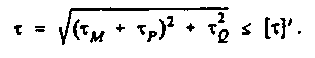 τ = √((τ_M + τ_P)² + τ_Q²) ≤ [τ]′.